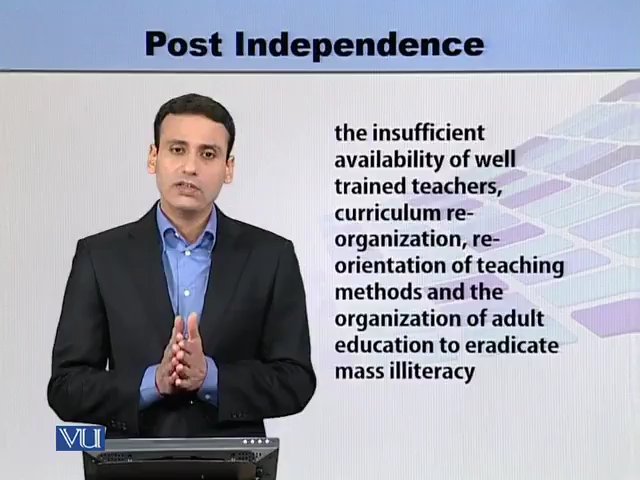 Post Independence
the insufficient
availability of well
trained teachers,
curriculum re-
organization, re-
orientation of teaching
methods and the
organization of adult
education to eradicate
mass illiteracy
VU